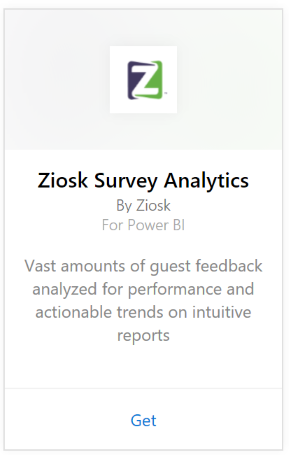 Z
Ziosk Survey Analytics
By Ziosk
For Power BI
Vast amounts of guest feedback
analyzed for performance and
actionable trends on intuitive
reports
Get